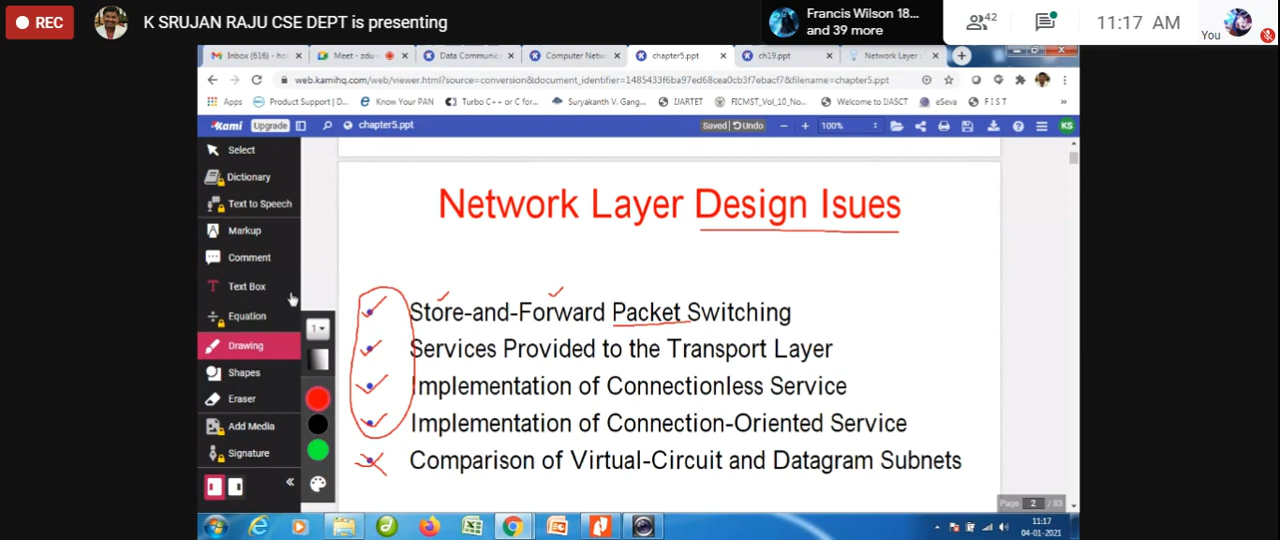 REC
K SRUJAN RAJU CSE DEPT is presenting
Francis Wilson 18...
and 39 more
42
11:17 AM
You
Inbox (616) - ho
Meet - zdu
Data Communic
Computer Netw
chapter5.ppt
ch19.ppt
Network Layer
web.kamihq.com/web/viewer.html?source=conversion&document_identifier=1485433f6ba97ed68cea0cb3f7ebacf7&filename=chapter5.ppt
Apps
Product Support | D...
Know Your PAN
Turbo C++ or C for...
Suryakanth V. Gang...
IJARTET
FICMST_Vol_10_No...
Welcome to IJASCT
eSeva
F I S T
»
Kami
Upgrade
chapter5.ppt
Saved
Undo
100%
KS
Select
Dictionary
Text to Speech
Markup
Comment
Text Box
Equation
Drawing
Shapes
Eraser
Add Media
Signature
1
Network Layer Design Isues
Store-and-Forward Packet Switching
Services Provided to the Transport Layer
Implementation of Connectionless Service
Implementation of Connection-Oriented Service
Comparison of Virtual-Circuit and Datagram Subnets
Page 2 / 83
11:17
04-01-2021